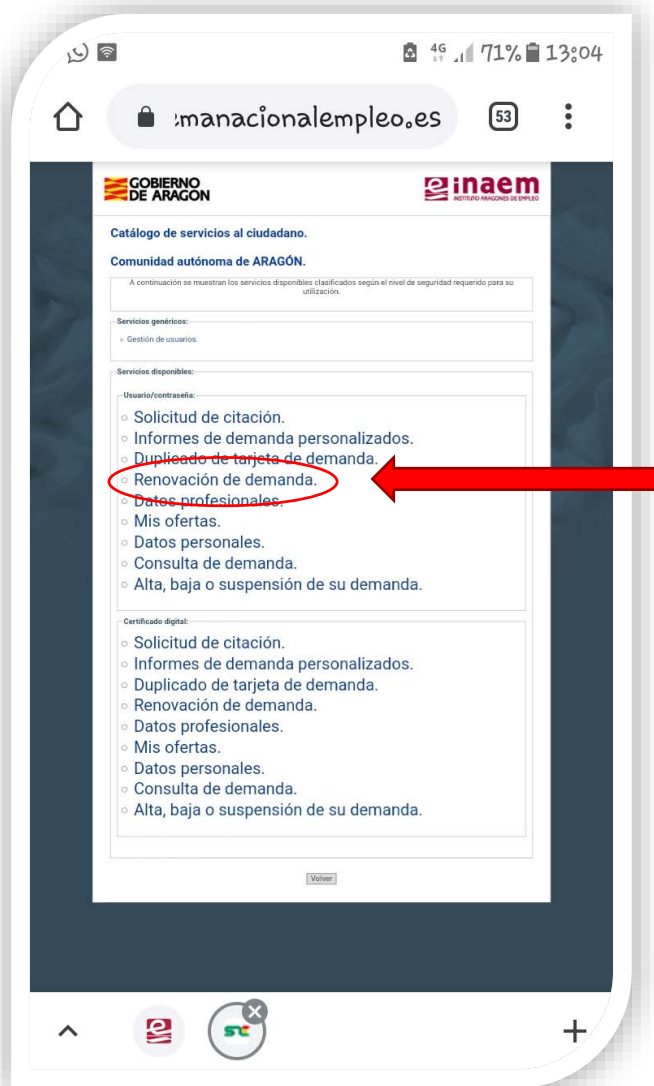 4G 71% 13:04
:manacionalempleo.es 53
GOBIERNO
DE ARAGON
inaem
INSTITUTO ARAGONES DE EMPLEO
Catálogo de servicios al ciudadano.
Comunidad autónoma de ARAGÓN.
A continuación se muestran los servicios disponibles clasificados según el nivel de seguridad requerido para su
utilización.
Servicios genéricos:
Gestión de usuarios.
Servicios disponibles:
Usuario/contraseña:
Solicitud de citación.
Informes de demanda personalizados.
Duplicado de tarjeta de demanda.
Renovación de demanda.
Datos profesionales.
Mis ofertas.
Datos personales.
Consulta de demanda.
Alta, baja o suspensión de su demanda.
Certificado digital:
Solicitud de citación.
Informes de demanda personalizados.
Duplicado de tarjeta de demanda.
Renovación de demanda.
Datos profesionales.
Mis ofertas.
Datos personales.
Consulta de demanda.
Alta, baja o suspensión de su demanda.
Volver